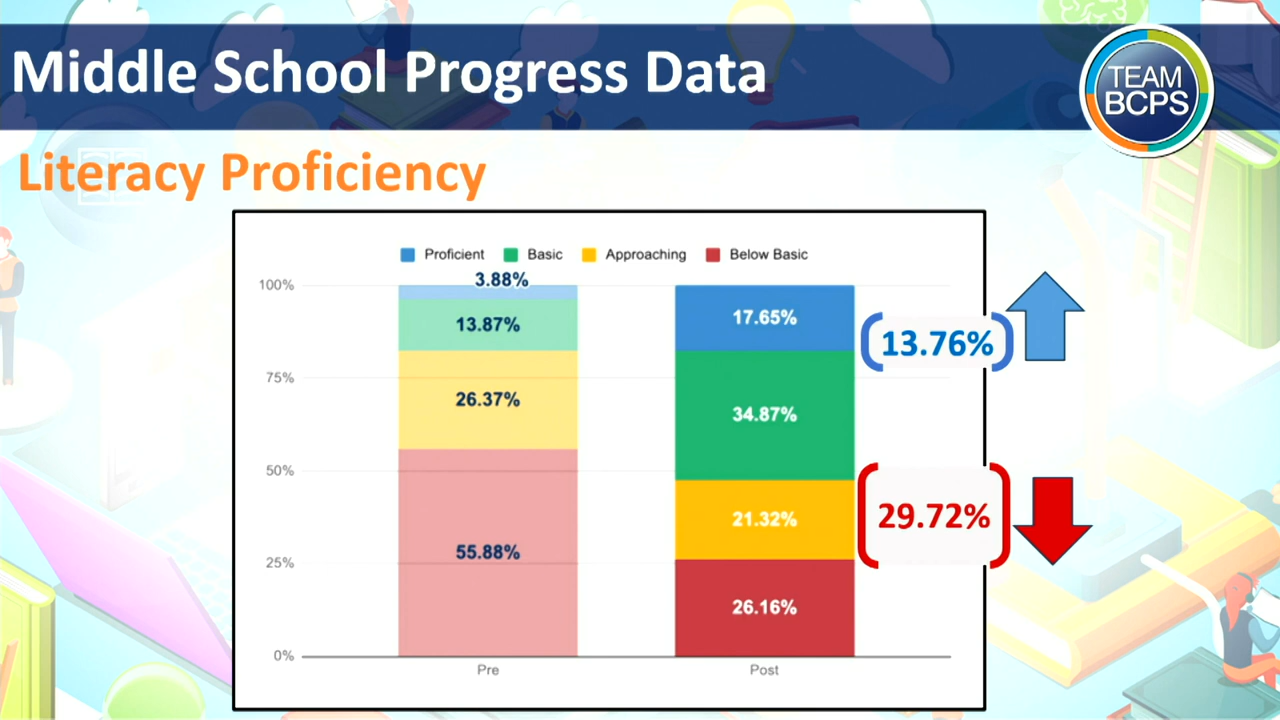 Middle School Progress Data
TEAM
BCPS
Literacy Proficiency
Proficient Basic Approaching Below Basic
100%
75%
50%
25%
0%
3.88%
13.87%
26.37%
55.88%
Pre
17.65%
34.87%
21.32%
26.16%
Post
13.76%
29.72%